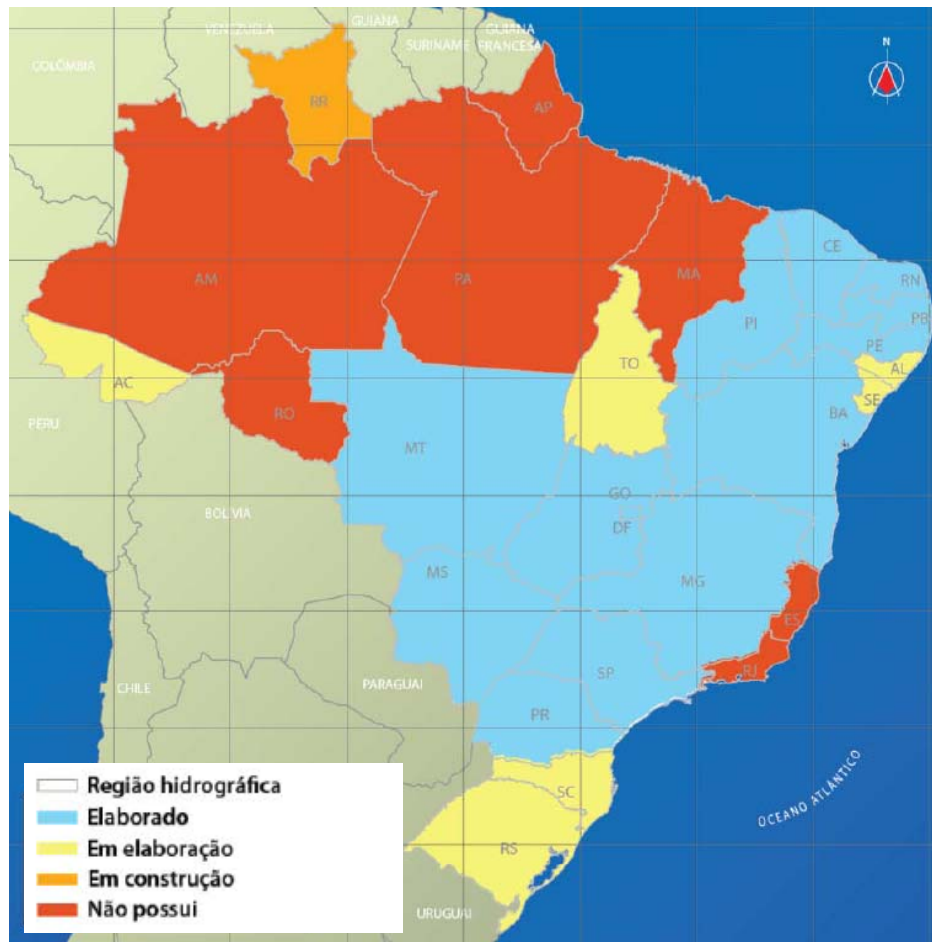 GUIANA
VENEZUELA
SURINAME
GUIANA
FRANCESA
COLÔMBIA
N
RR
AP
CE
AM
PA
MA
RN
PI
PB
PE
TO
AL
AC
SE
RO
BA
PERU
MT
GO
BOLIVIA
DF
MS
MG
ES
SP
RJ
PARAGUAI
CHILE
PR
Região hidrográfica
Elaborado
Em elaboração
Em construção
Não possui
SC
OCEANO ATLÂNTICO
RS
URUGUAI